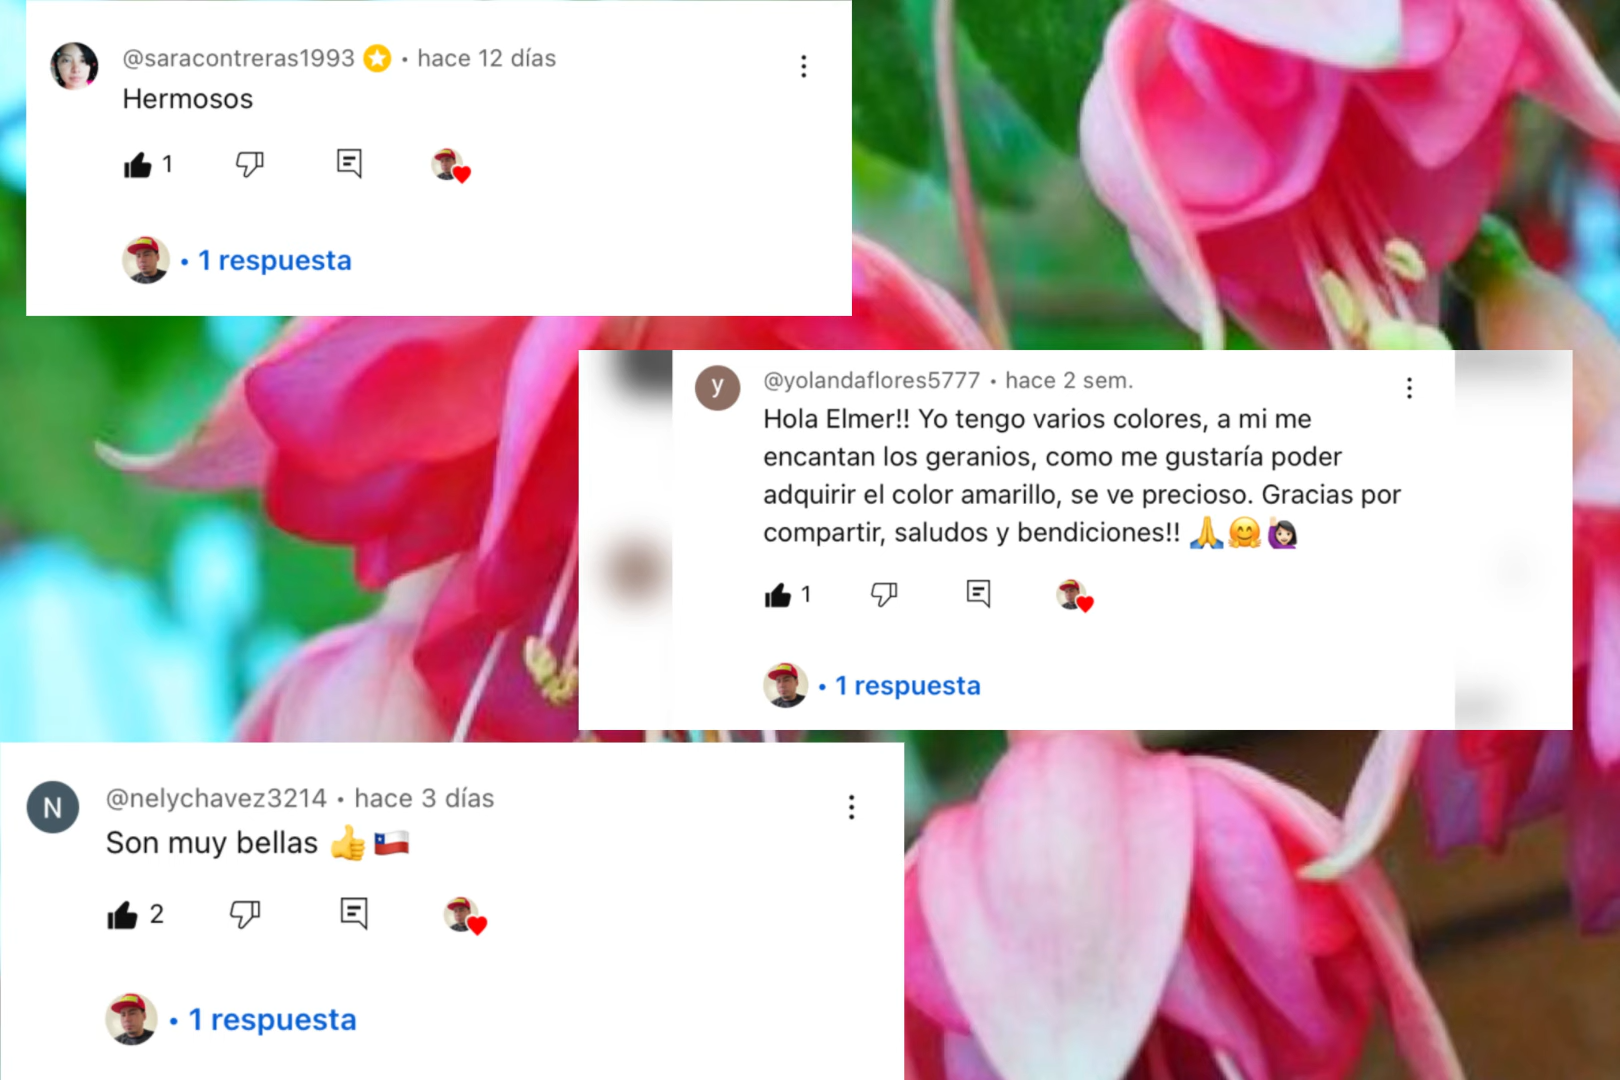 @saracontreras1993 • hace 12 días
Hermosos
1
• 1 respuesta
y
@yolandaflores5777 • hace 2 sem.
Hola Elmer!! Yo tengo varios colores, a mi me
encantan los geranios, como me gustaría poder
adquirir el color amarillo, se ve precioso. Gracias por
compartir, saludos y bendiciones!! 🙏🤗🙋🏻‍♀️
1
• 1 respuesta
N
@nelychavez3214 • hace 3 días
Son muy bellas 👍🇨🇱
2
• 1 respuesta